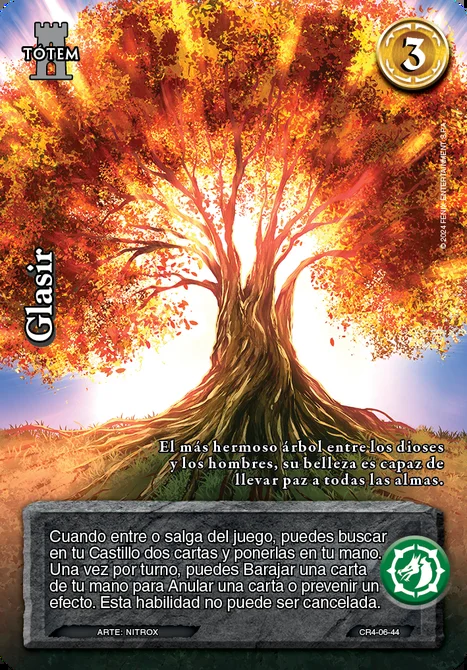 TÓTEM
3
© 2024 FENIX ENTERTAINMENT S.P.A.
Glasir
El más hermoso árbol entre los dioses
y los hombres, su belleza es capaz de
llevar paz a todas las almas.
Cuando entre o salga del juego, puedes buscar
en tu Castillo dos cartas y ponerlas en tu mano.
Una vez por turno, puedes Barajar una carta
de tu mano para Anular una carta o prevenir un
efecto. Esta habilidad no puede ser cancelada.
ARTE: NITROX
CR4-06-44